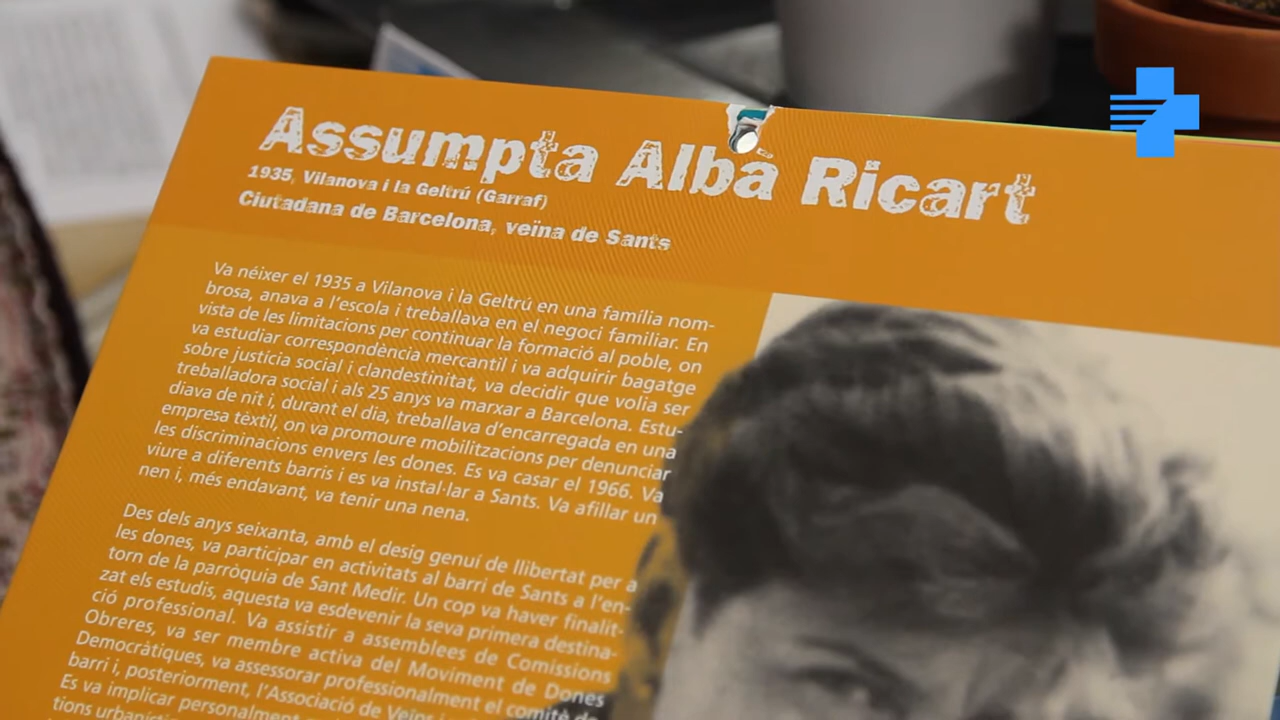 Assumpta Albà Ricart
1935, Vilanova i la Geltrú (Garraf)
Ciutadana de Barcelona, veïna de Sants
Va néixer el 1935 a Vilanova i la Geltrú en una família nom-
brosa, anava a l'escola i treballava en el negoci familiar. En
vista de les limitacions per continuar la formació al poble, on
va estudiar correspondència mercantil i va adquirir bagatge
sobre justícia social i clandestinitat, va decidir que volia ser
treballadora social i als 25 anys va marxar a Barcelona. Estu-
diava de nit i, durant el dia, treballava d'encarregada en una
empresa tèxtil, on va promoure mobilitzacions per denunciar
les discriminacions envers les dones. Es va casar el 1966. Va
viure a diferents barris i es va instal·lar a Sants. Va afillar un
nen i, més endavant, va tenir una nena.
Des dels anys seixanta, amb el desig genuí de llibertat per a
les dones, va participar en activitats al barri de Sants a l'en-
torn de la parròquia de Sant Medir. Un cop va haver finalit-
zat els estudis, aquesta va esdevenir la seva primera destina-
ció professional. Va assistir a assemblees de Comissions
Obreres, va ser membre activa del Moviment de Dones
Democràtiques, va assessorar professionalment el comitè de
barri i, posteriorment, l'Associació de Veïns
Es va implicar personalment
tions urbanís